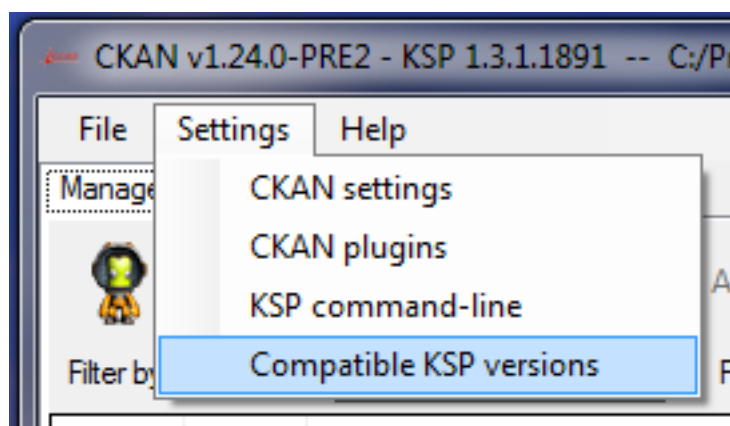 CKAN v1.24.0-PRE2 - KSP 1.3.1.1891 -- C:/P
File Settings Help
Manage
CKAN settings
CKAN plugins
KSP command-line
Compatible KSP versions
Filter by